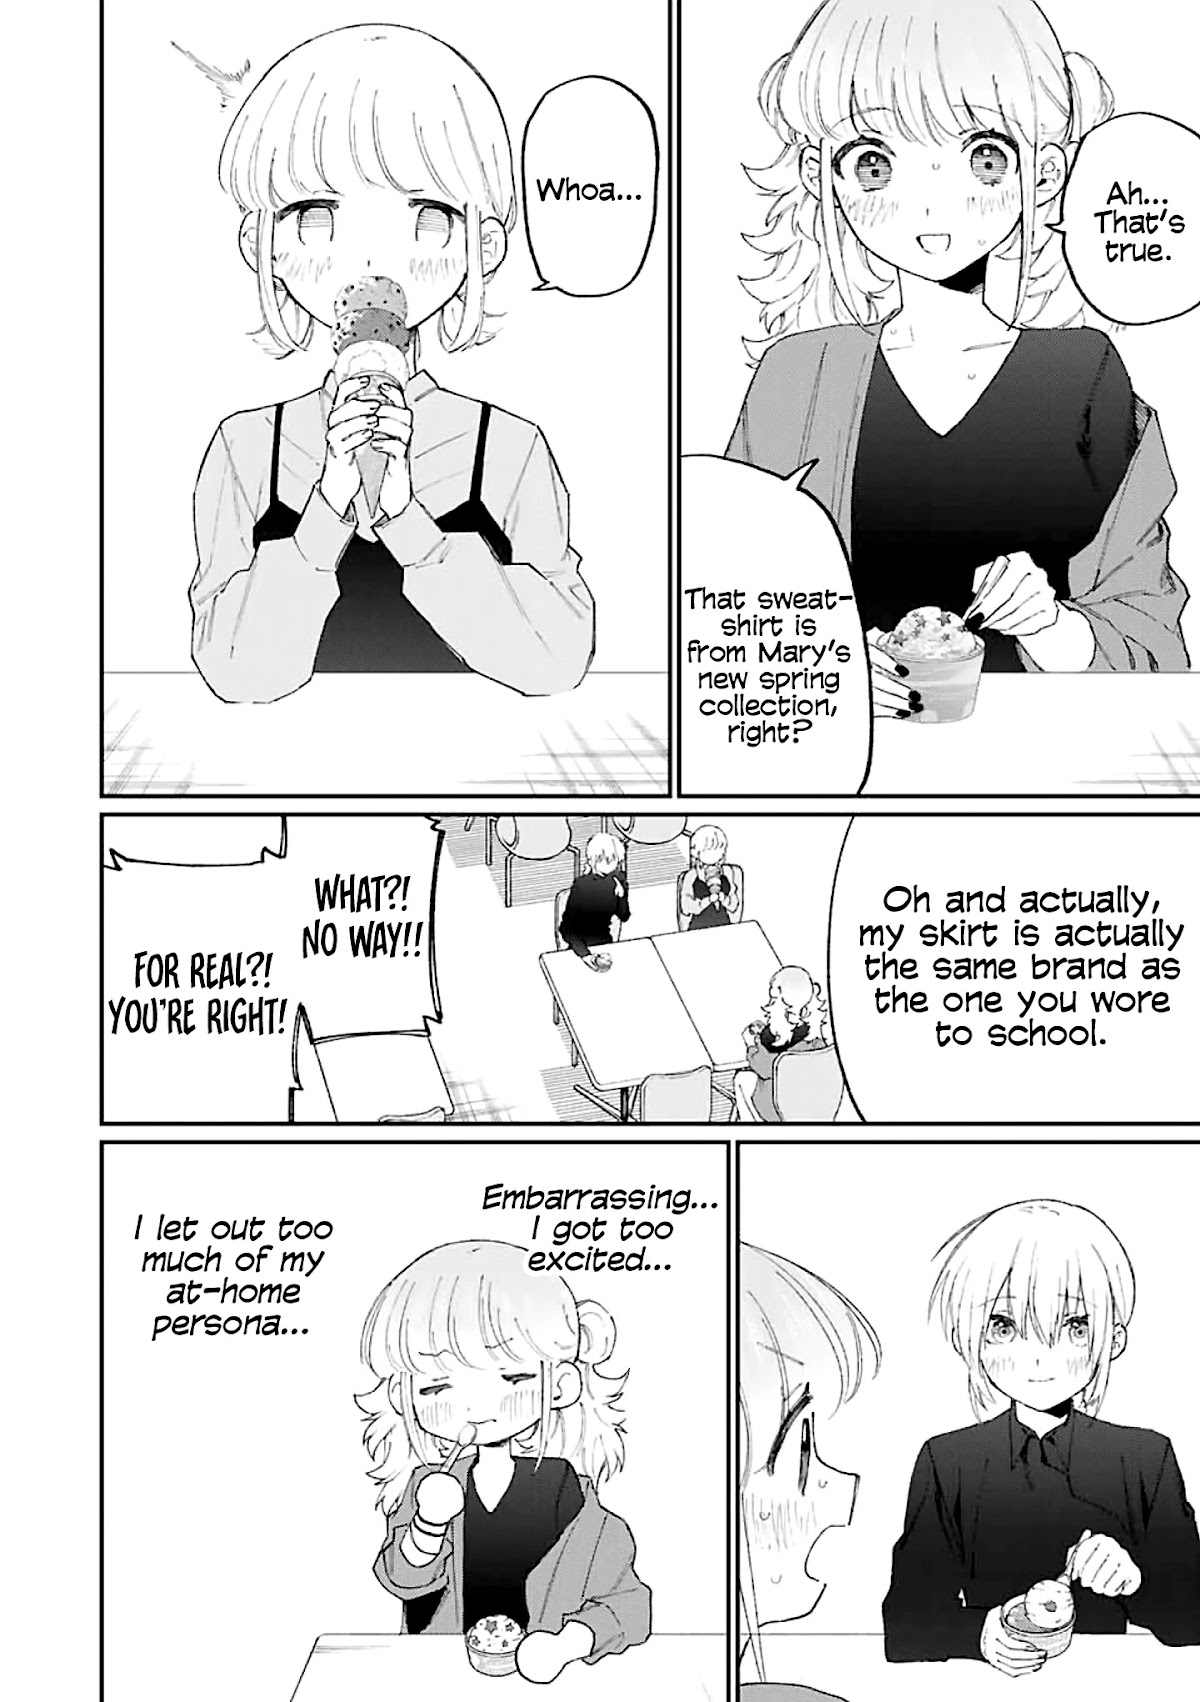 Ah...
That's
true.
That sweat-
shirt is
from Mary's
new spring
collection,
right?
Whoa...
Oh and actually,
my skirt is actually
the same brand as
the one you wore
to school.
WHAT?!
NO WAY!!
FOR REAL?!
YOU'RE RIGHT!
Embarrassing...
I got too
excited...
I let out too
much of my
at-home
persona...